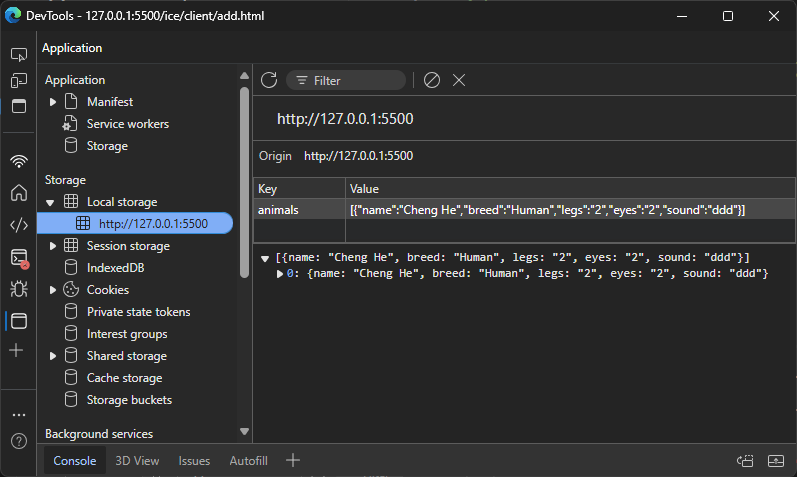 DevTools - 127.0.0.1:5500/ice/client/add.html
Application
Application
Manifest
Service workers
Storage
Storage
Local storage
http://127.0.0.1:5500
Session storage
IndexedDB
Cookies
Private state tokens
Interest groups
Shared storage
Cache storage
Storage buckets
Background services
Filter
http://127.0.0.1:5500
Origin http://127.0.0.1:5500
Key Value
animals [{"name":"Cheng He","breed":"Human","legs":"2","eyes":"2","sound":"ddd"}]
[{name: "Cheng He", breed: "Human", legs: "2", eyes: "2", sound: "ddd"}]
0: {name: "Cheng He", breed: "Human", legs: "2", eyes: "2", sound: "ddd"}
Console 3D View Issues Autofill